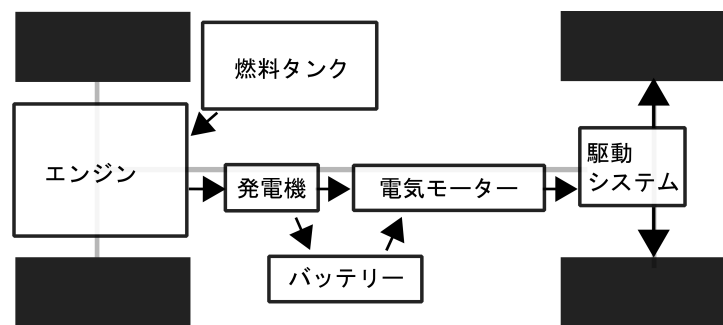 燃料タンク
エンジン
発電機
電気モーター
駆動
システム
バッテリー